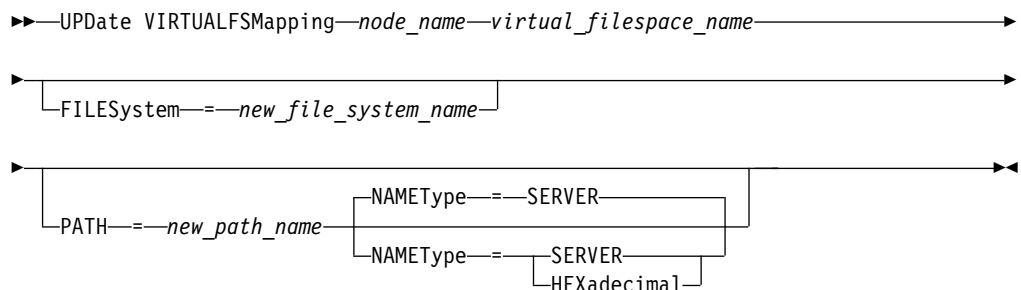 UPDate VIRTUALFSMapping node_name virtual_filespace_name
FILESystem = new_file_system_name
NAMEType = SERVER
PATH = new_path_name
NAMEType = SERVER
HEXadecimal